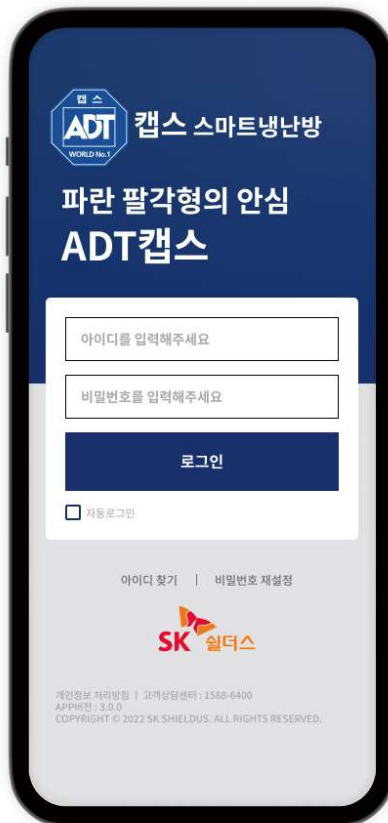 캡스
ADT
WORLD No.1
캡스 스마트냉난방
파란 팔각형의 안심
ADT캡스
아이디를 입력해주세요
비밀번호를 입력해주세요
로그인
자동로그인
아이디 찾기 | 비밀번호 재설정
SK 쉴더스
개인정보 처리방침 | 고객상담센터 : 1588-6400
APP버전 : 3.0.0
COPYRIGHT © 2022 SK SHIELDUS. ALL RIGHTS RESERVED.